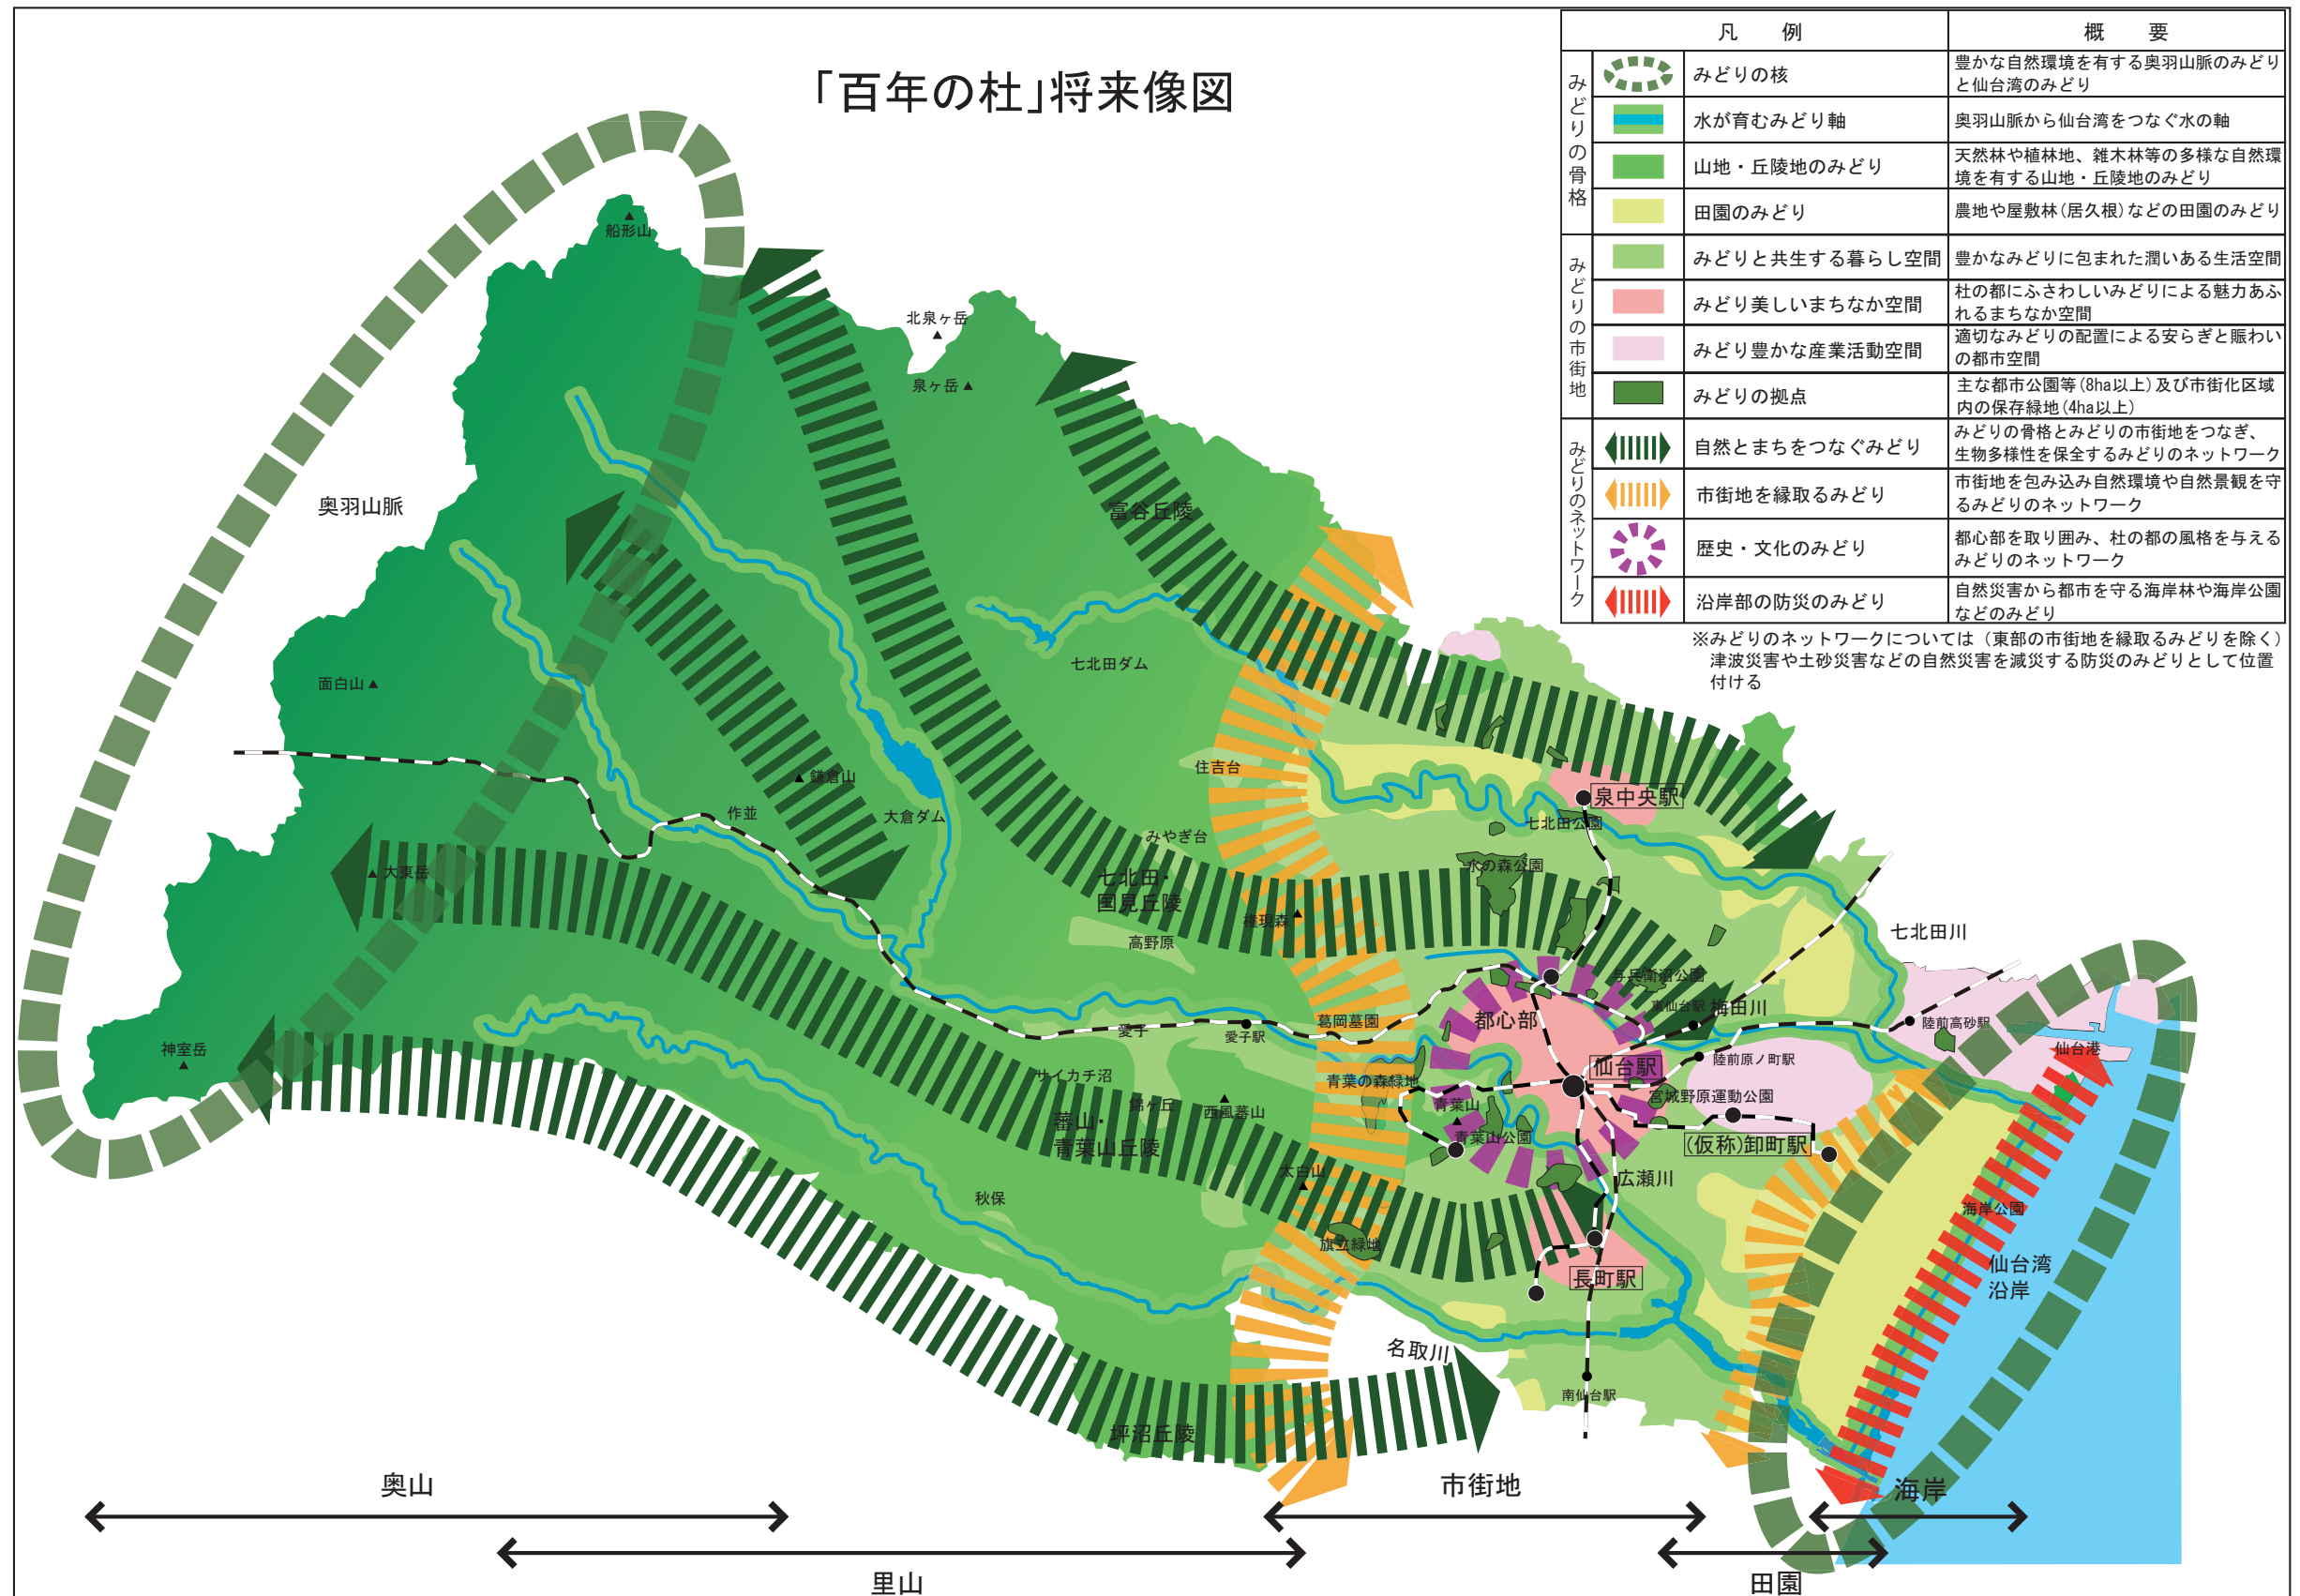 「百年の杜」将来像図
凡　例
概　要
みどりの骨格
みどりの核
豊かな自然環境を有する奥羽山脈のみどり
と仙台湾のみどり
水が育むみどり軸
奥羽山脈から仙台湾をつなぐ水の軸
山地・丘陵地のみどり
天然林や植林地、雑木林等の多様な自然環
境を有する山地・丘陵地のみどり
田園のみどり
農地や屋敷林(居久根)などの田園のみどり
みどりの市街地
みどりと共生する暮らし空間
豊かなみどりに包まれた潤いある生活空間
みどり美しいまちなか空間
杜の都にふさわしいみどりによる魅力あふ
れるまちなか空間
みどり豊かな産業活動空間
適切なみどりの配置による安らぎと賑わい
の都市空間
みどりの拠点
主な都市公園等(8ha以上)及び市街化区域
内の保存緑地(4ha以上)
みどりのネットワーク
自然とまちをつなぐみどり
みどりの骨格とみどりの市街地をつなぎ、
生物多様性を保全するみどりのネットワーク
市街地を縁取るみどり
市街地を包み込み自然環境や自然景観を守
るみどりのネットワーク
歴史・文化のみどり
都心部を取り囲み、杜の都の風格を与える
みどりのネットワーク
沿岸部の防災のみどり
自然災害から都市を守る海岸林や海岸公園
などのみどり
※みどりのネットワークについては（東部の市街地を縁取るみどりを除く）
津波災害や土砂災害などの自然災害を減災する防災のみどりとして位置
付ける
船形山
北泉ヶ岳
泉ヶ岳
奥羽山脈
富谷丘陵
七北田ダム
面白山
鎌倉山
作並
大倉ダム
住吉台
みやぎ台
泉中央駅
七北田公園
水の森公園
大東岳
七北田・
国見丘陵
権現森
高野原
七北田川
与兵衛沼公園
東仙台駅
梅田川
陸前高砂駅
都心部
葛岡墓園
愛子
愛子駅
仙台港
神室岳
サイカチ沼
青葉の森緑地
仙台駅
陸前原ノ町駅
宮城野原運動公園
錦ヶ丘
西風蕃山
青葉山
蕃山・
青葉山丘陵
青葉山公園
(仮称)卸町駅
太白山
広瀬川
秋保
海岸公園
旗立緑地
長町駅
仙台湾
沿岸
名取川
南仙台駅
坪沼丘陵
奥山
市街地
海岸
里山
田園